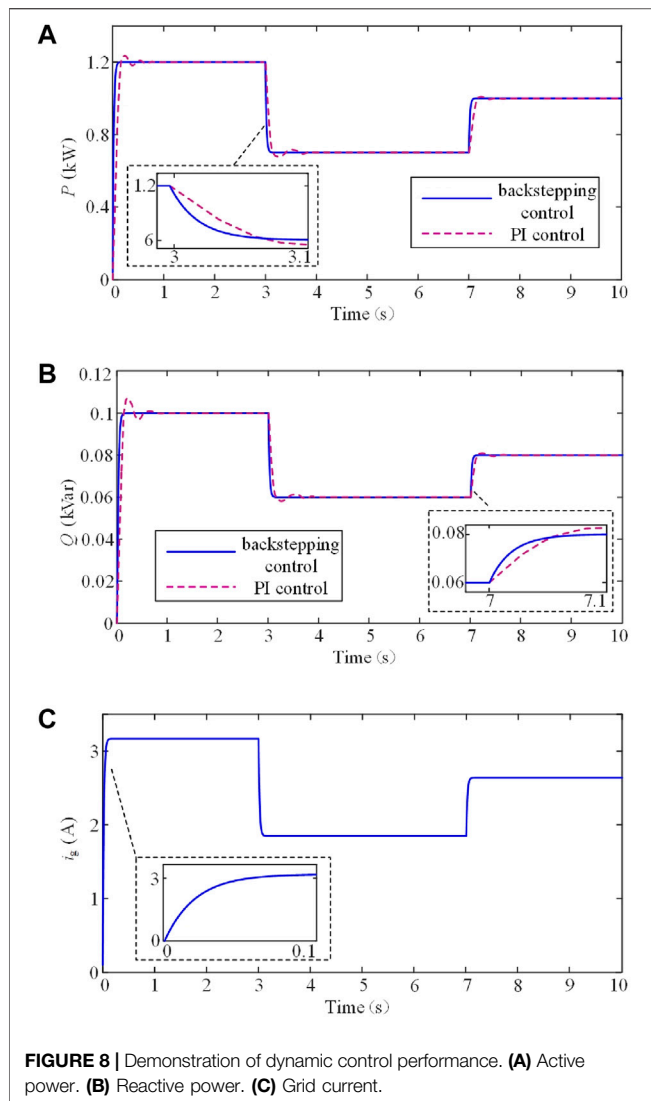 A
P (kW)
1.2
0.8
0.4
0
1.2
6
3
3.1
backstepping
control
PI control
0 1 2 3 4 5 6 7 8 9 10
Time (s)
B
Q (kVar)
0.12
0.1
0.08
0.06
0.04
0.02
0
backstepping
control
PI control
0.08
0.06
7
7.1
0 1 2 3 4 5 6 7 8 9 10
Time (s)
C
ig (A)
3
2
1
0
3
0
0
0.1
0 1 2 3 4 5 6 7 8 9 10
Time (s)
FIGURE 8 | Demonstration of dynamic control performance. (A) Active
power. (B) Reactive power. (C) Grid current.